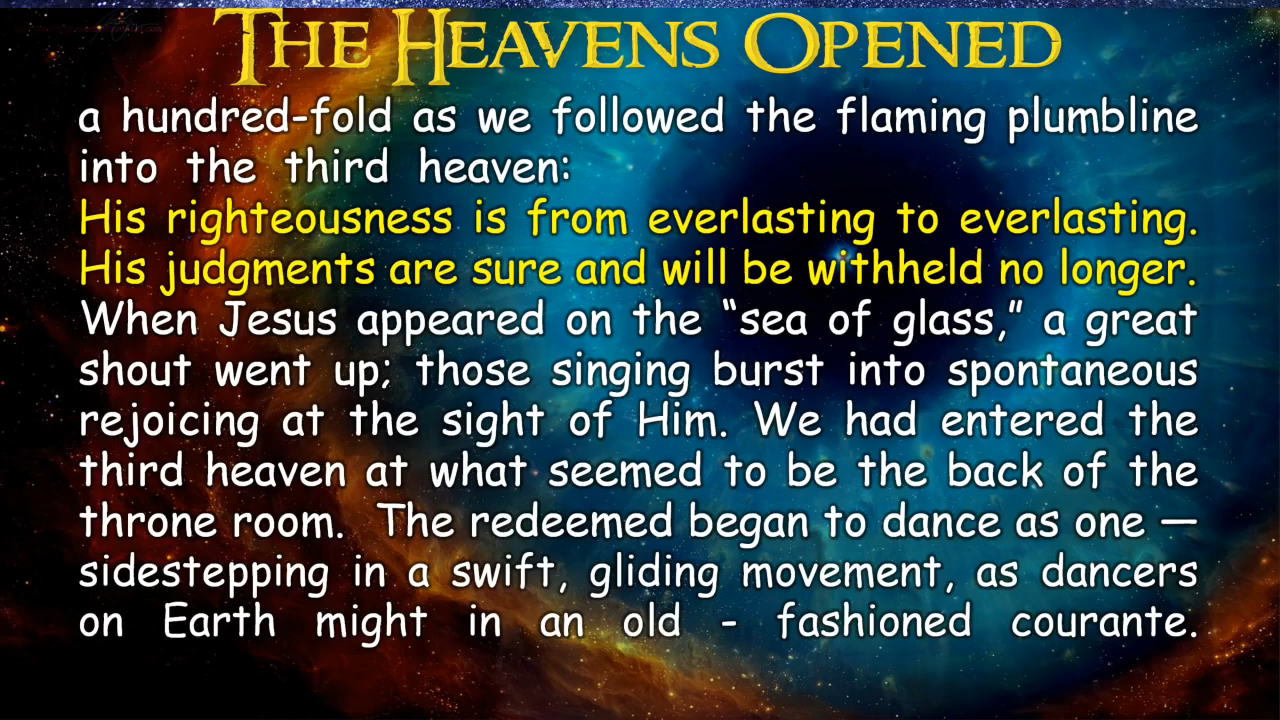 THE HEAVENS OPENED
a hundred-fold as we followed the flaming plumbline
into the third heaven:
His righteousness is from everlasting to everlasting.
His judgments are sure and will be withheld no longer.
When Jesus appeared on the “sea of glass,” a great
shout went up; those singing burst into spontaneous
rejoicing at the sight of Him. We had entered the
third heaven at what seemed to be the back of the
throne room. The redeemed began to dance as one —
sidestepping in a swift, gliding movement, as dancers
on Earth might in an old - fashioned courante.